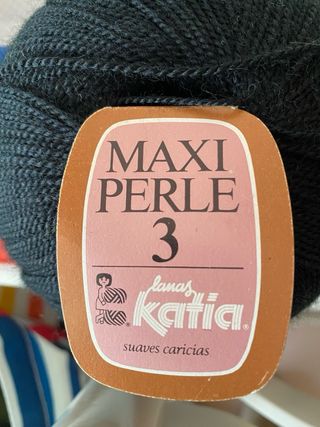 MAXI
PERLE
3
lanas
katia®
suaves caricias